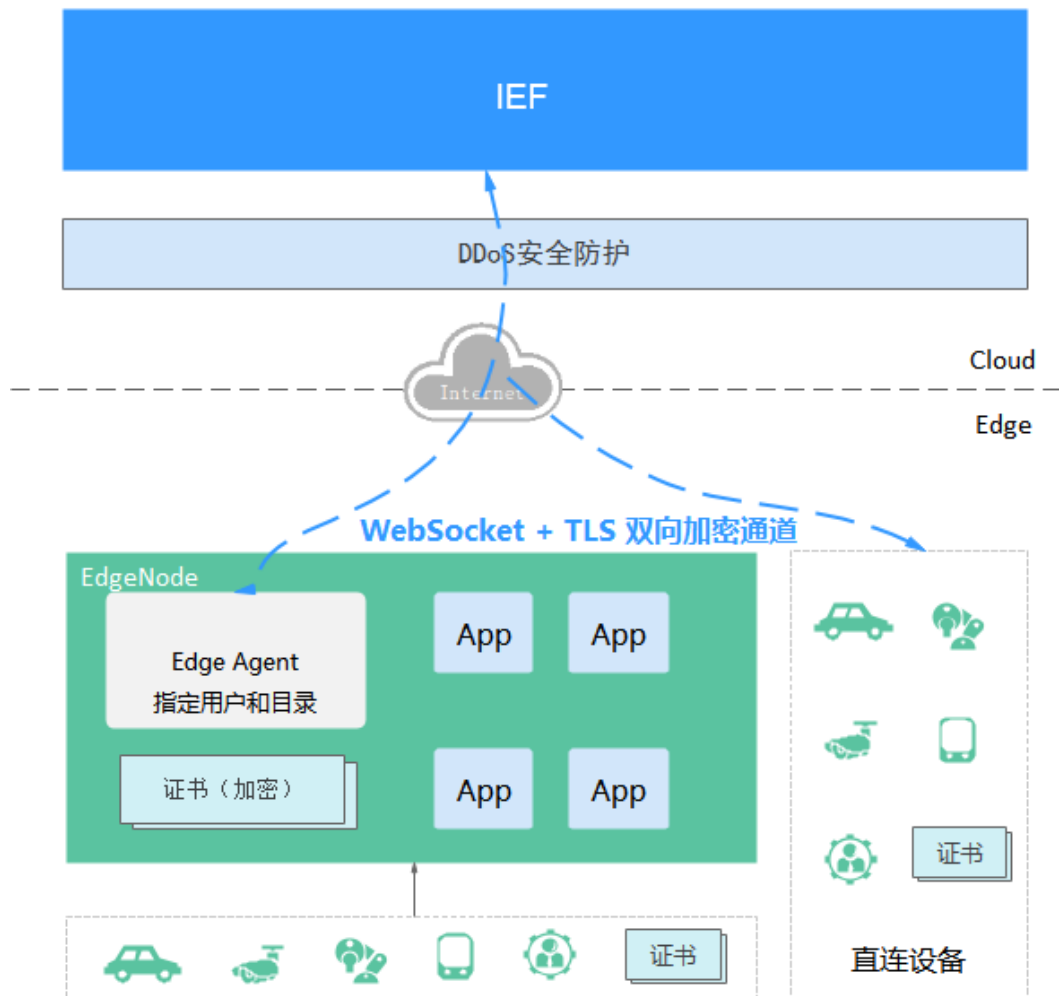 IEF
DDoS安全防护
Internet
Cloud
Edge
WebSocket + TLS 双向加密通道
EdgeNode
Edge Agent
指定用户和目录
证书（加密）
App
App
App
App
证书
直连设备
证书